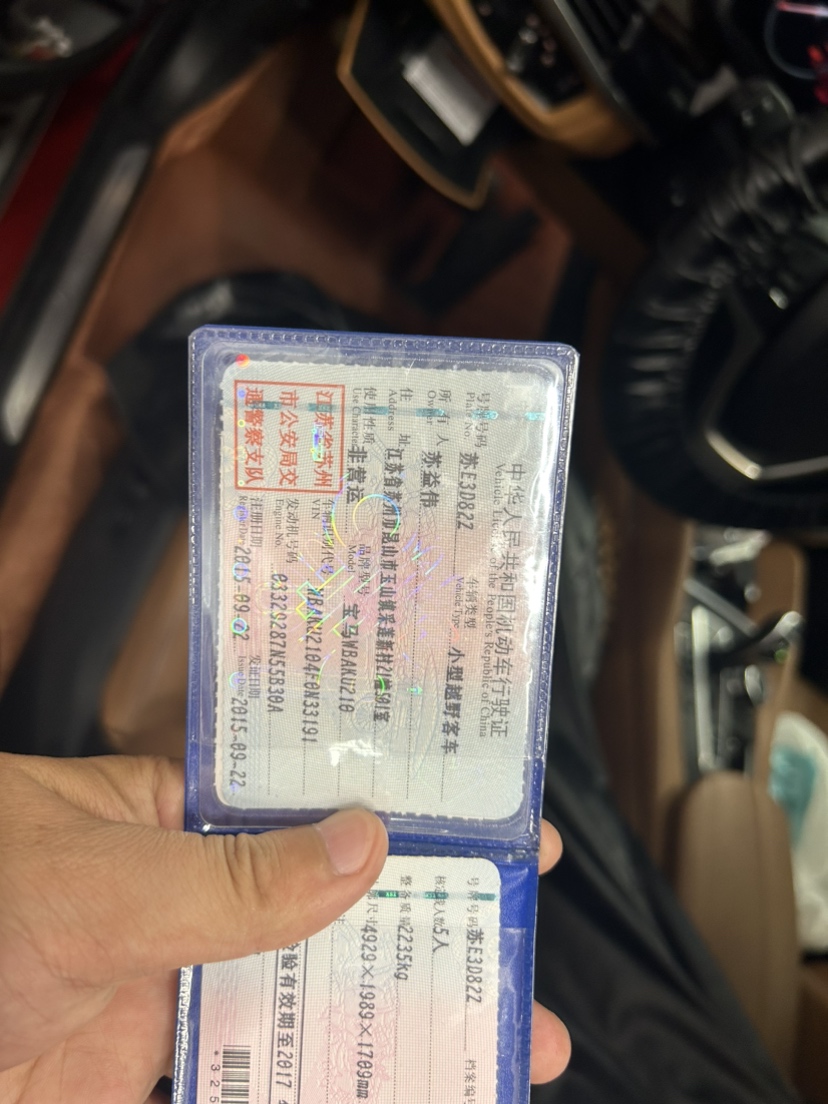 中华人民共和国机动车行驶证
Vehicle License of the People's Republic of China
号牌号码 苏E3D82Z 车辆类型 小型越野客车
Plate No. Vehicle Type
所有人 苏益伟
Owner
住址 江苏省苏州市昆山市玉山镇
Address
使用性质 非营运 品牌型号 宝马WBAKU210
Use Character Model
江苏省苏州
市公安局交
通警察支队
车辆识别代号
VIN
发动机号码 03329287N55B30A
Engine No.
注册日期 2015-09-22 发证日期 2015-09-22
Register Date Issue Date
号牌号码 苏E3D82Z 档案编号
核定载人数 5人
整备质量 2235kg
尺寸 4929×1989×1709mm
验有效期至2017
*325